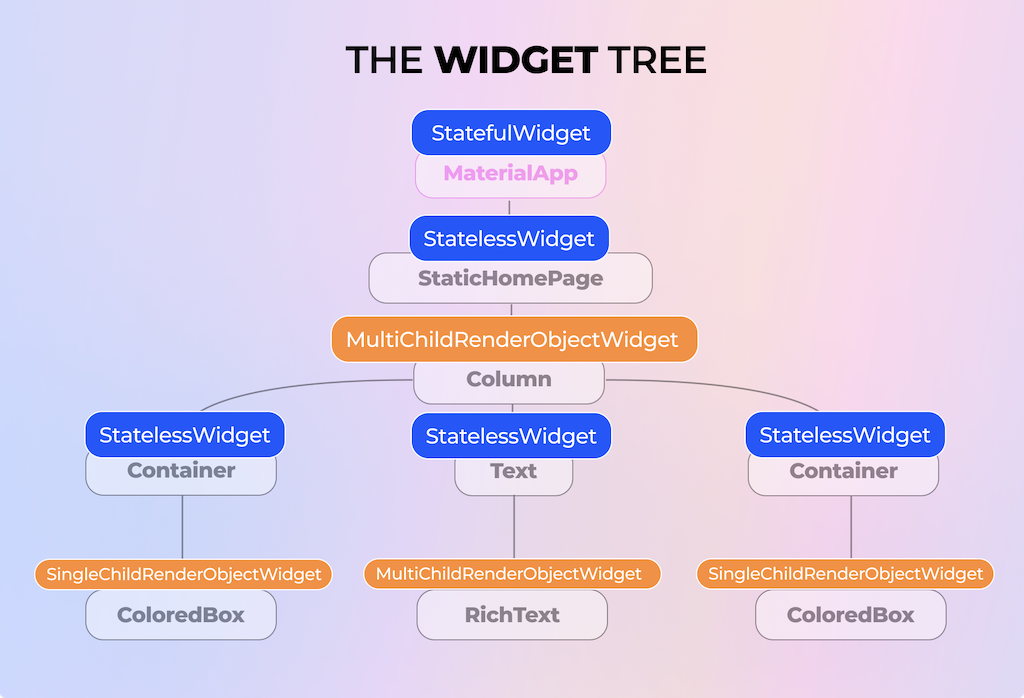 THE WIDGET TREE
StatefulWidget
MaterialApp
StatelessWidget
StaticHomePage
MultiChildRenderObjectWidget
Column
StatelessWidget
Container
StatelessWidget
Text
StatelessWidget
Container
SingleChildRenderObjectWidget
ColoredBox
MultiChildRenderObjectWidget
RichText
SingleChildRenderObjectWidget
ColoredBox